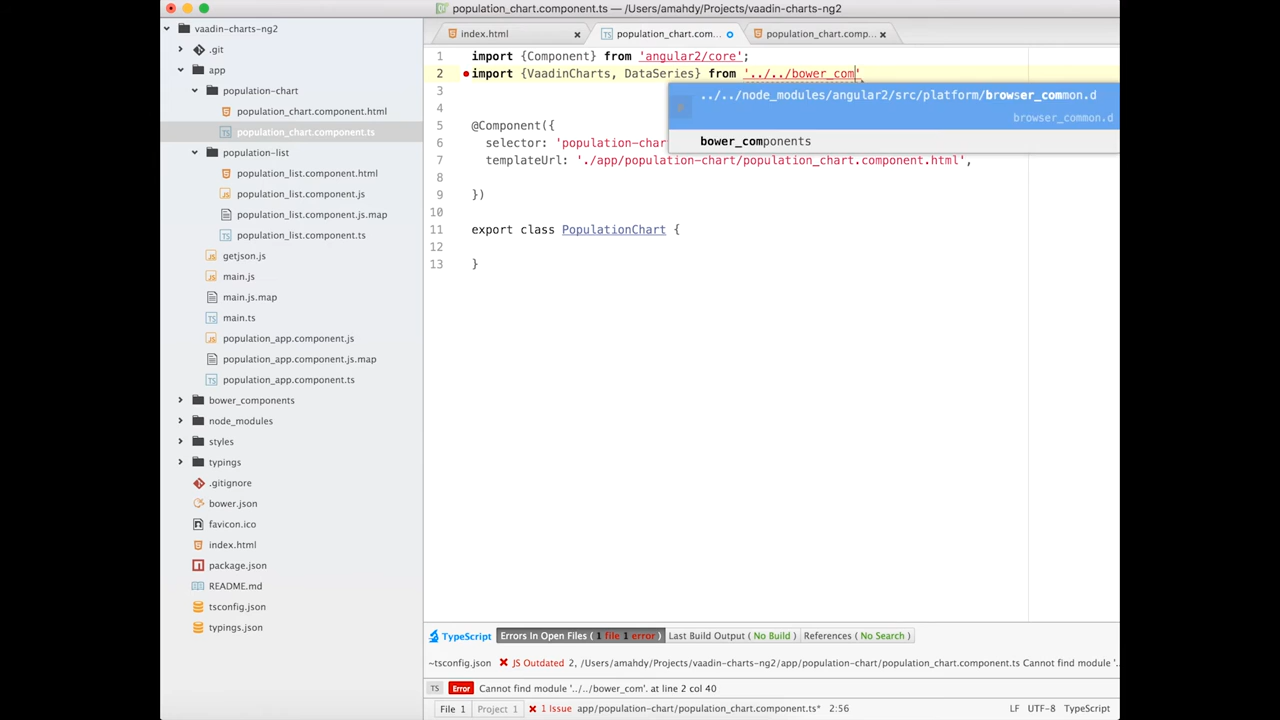 population_chart.component.ts — /Users/amahdy/Projects/vaadin-charts-ng2
vaadin-charts-ng2
.git
app
population-chart
population_chart.component.html
population_chart.component.ts
population-list
population_list.component.html
population_list.component.js
population_list.component.js.map
population_list.component.ts
getjson.js
main.js
main.js.map
main.ts
population_app.component.js
population_app.component.js.map
population_app.component.ts
bower_components
node_modules
styles
typings
.gitignore
bower.json
favicon.ico
index.html
package.json
README.md
tsconfig.json
typings.json
index.html
population_chart.com...
population_chart.comp...
1 import {Component} from 'angular2/core';
2 import {VaadinCharts, DataSeries} from '../../bower_com'
3
4
5 @Component({
6 selector: 'population-char
7 templateUrl: './app/population-chart/population_chart.component.html',
8
9 })
10
11 export class PopulationChart {
12
13 }
../../node_modules/angular2/src/platform/browser_common.d
browser_common.d
bower_components
TypeScript Errors In Open Files ( 1 file 1 error ) Last Build Output ( No Build ) References ( No Search )
~tsconfig.json JS Outdated 2, /Users/amahdy/Projects/vaadin-charts-ng2/app/population-chart/population_chart.component.ts Cannot find module '..
TS Error Cannot find module '../../bower_com'. at line 2 col 40
File 1 Project 1 1 Issue app/population-chart/population_chart.component.ts* 2:56 LF UTF-8 TypeScript